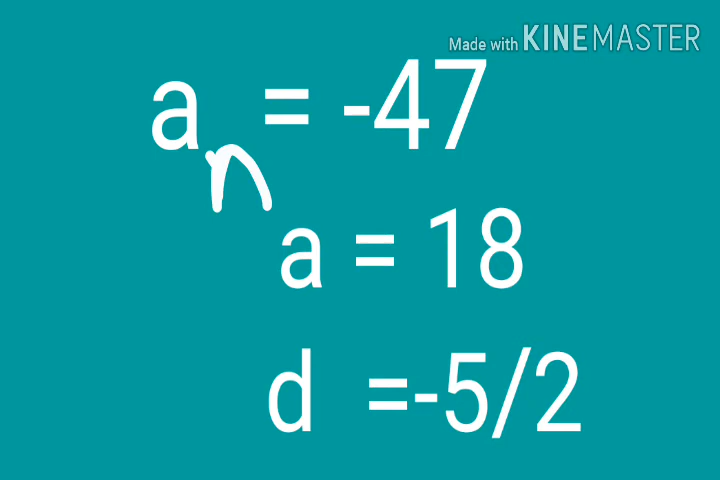 Made with KINEMASTER
an = -47
a = 18
d =-5/2